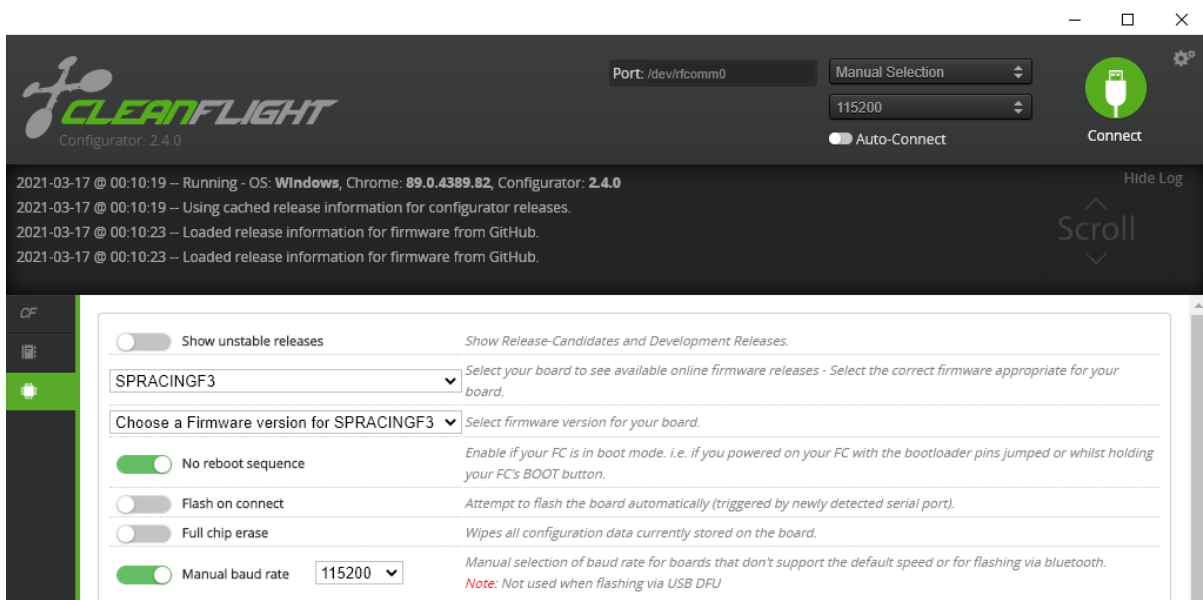 Port: /dev/rfcomm0
Manual Selection
CLEANFLIGHT
115200
Configurator: 2.4.0
Auto-Connect
Connect
2021-03-17 @ 00:10:19 -- Running - OS: Windows, Chrome: 89.0.4389.82, Configurator: 2.4.0
Hide Log
2021-03-17 @ 00:10:19 -- Using cached release information for configurator releases.
2021-03-17 @ 00:10:23 -- Loaded release information for firmware from GitHub.
Scroll
2021-03-17 @ 00:10:23 -- Loaded release information for firmware from GitHub.
CF
Show unstable releases
Show Release-Candidates and Development Releases.
SPRACINGF3
Select your board to see available online firmware releases - Select the correct firmware appropriate for your
board.
Choose a Firmware version for SPRACINGF3
Select firmware version for your board.
No reboot sequence
Enable if your FC is in boot mode. i.e. if you powered on your FC with the bootloader pins jumped or whilst holding
your FC's BOOT button.
Flash on connect
Attempt to flash the board automatically (triggered by newly detected serial port).
Full chip erase
Wipes all configuration data currently stored on the board.
Manual baud rate
115200
Manual selection of baud rate for boards that don't support the default speed or for flashing via bluetooth.
Note: Not used when flashing via USB DFU